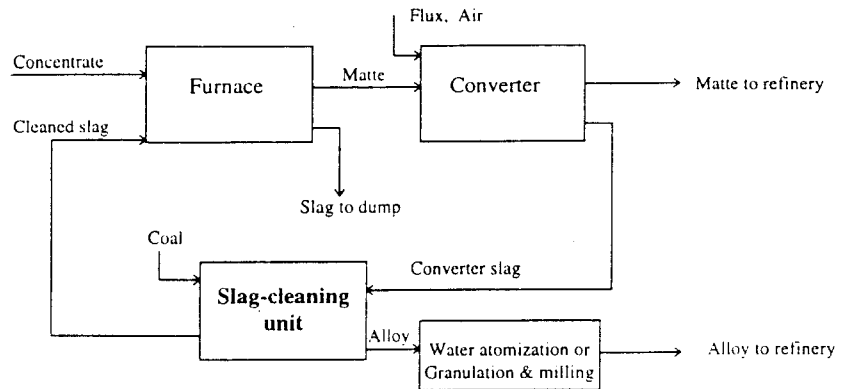 Flux, Air
Concentrate
Furnace
Matte
Converter
Matte to refinery
Cleaned slag
Slag to dump
Coal
Converter slag
Slag-cleaning
unit
Alloy
Water atomization or
Granulation & milling
Alloy to refinery